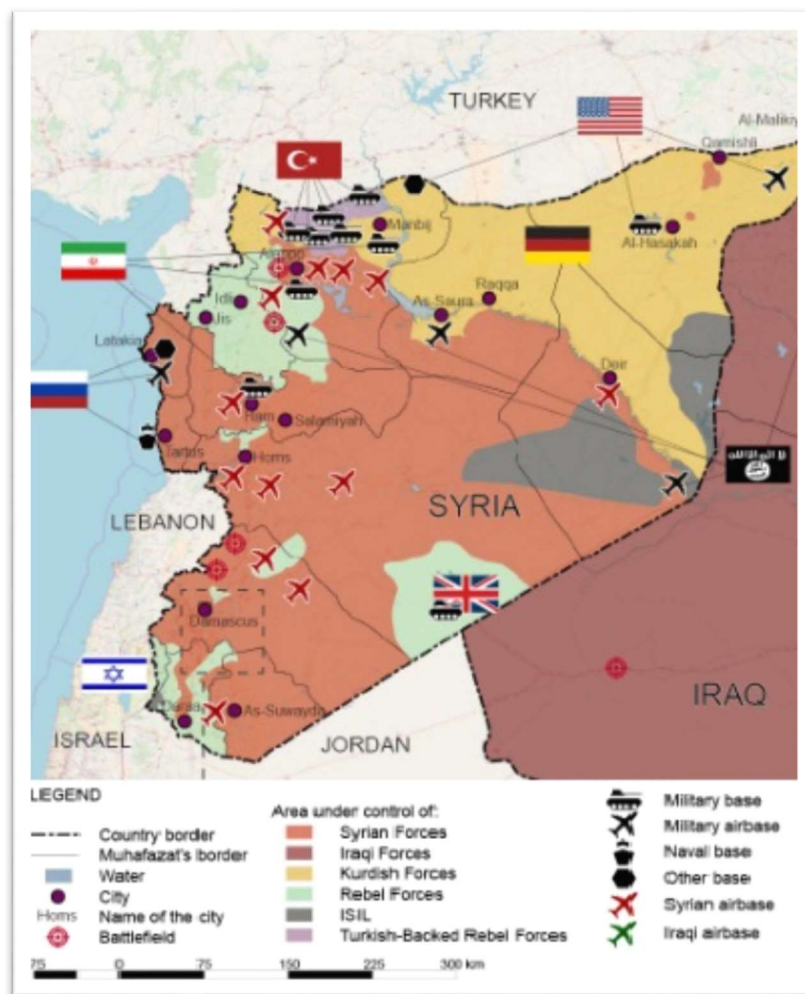 TURKEY
Al-Malikiy
Qamishli
Manbij
Al-Hasakah
Aleppo
Raqqa
As-Saura
Idli
Jis
Latakia
Deir
Ham
Salamiyah
Tartus
Homs
SYRIA
LEBANON
Damascus
IRAQ
As-Suwayda
Daraa
ISRAEL
JORDAN
LEGEND
Country border
Muhafazat's border
Water
City
Homs Name of the city
Battlefield
Area under control of:
Syrian Forces
Iraqi Forces
Kurdish Forces
Rebel Forces
ISIL
Turkish-Backed Rebel Forces
Military base
Military airbase
Naval base
Other base
Syrian airbase
Iraqi airbase
75 0 75 150 225 300 km